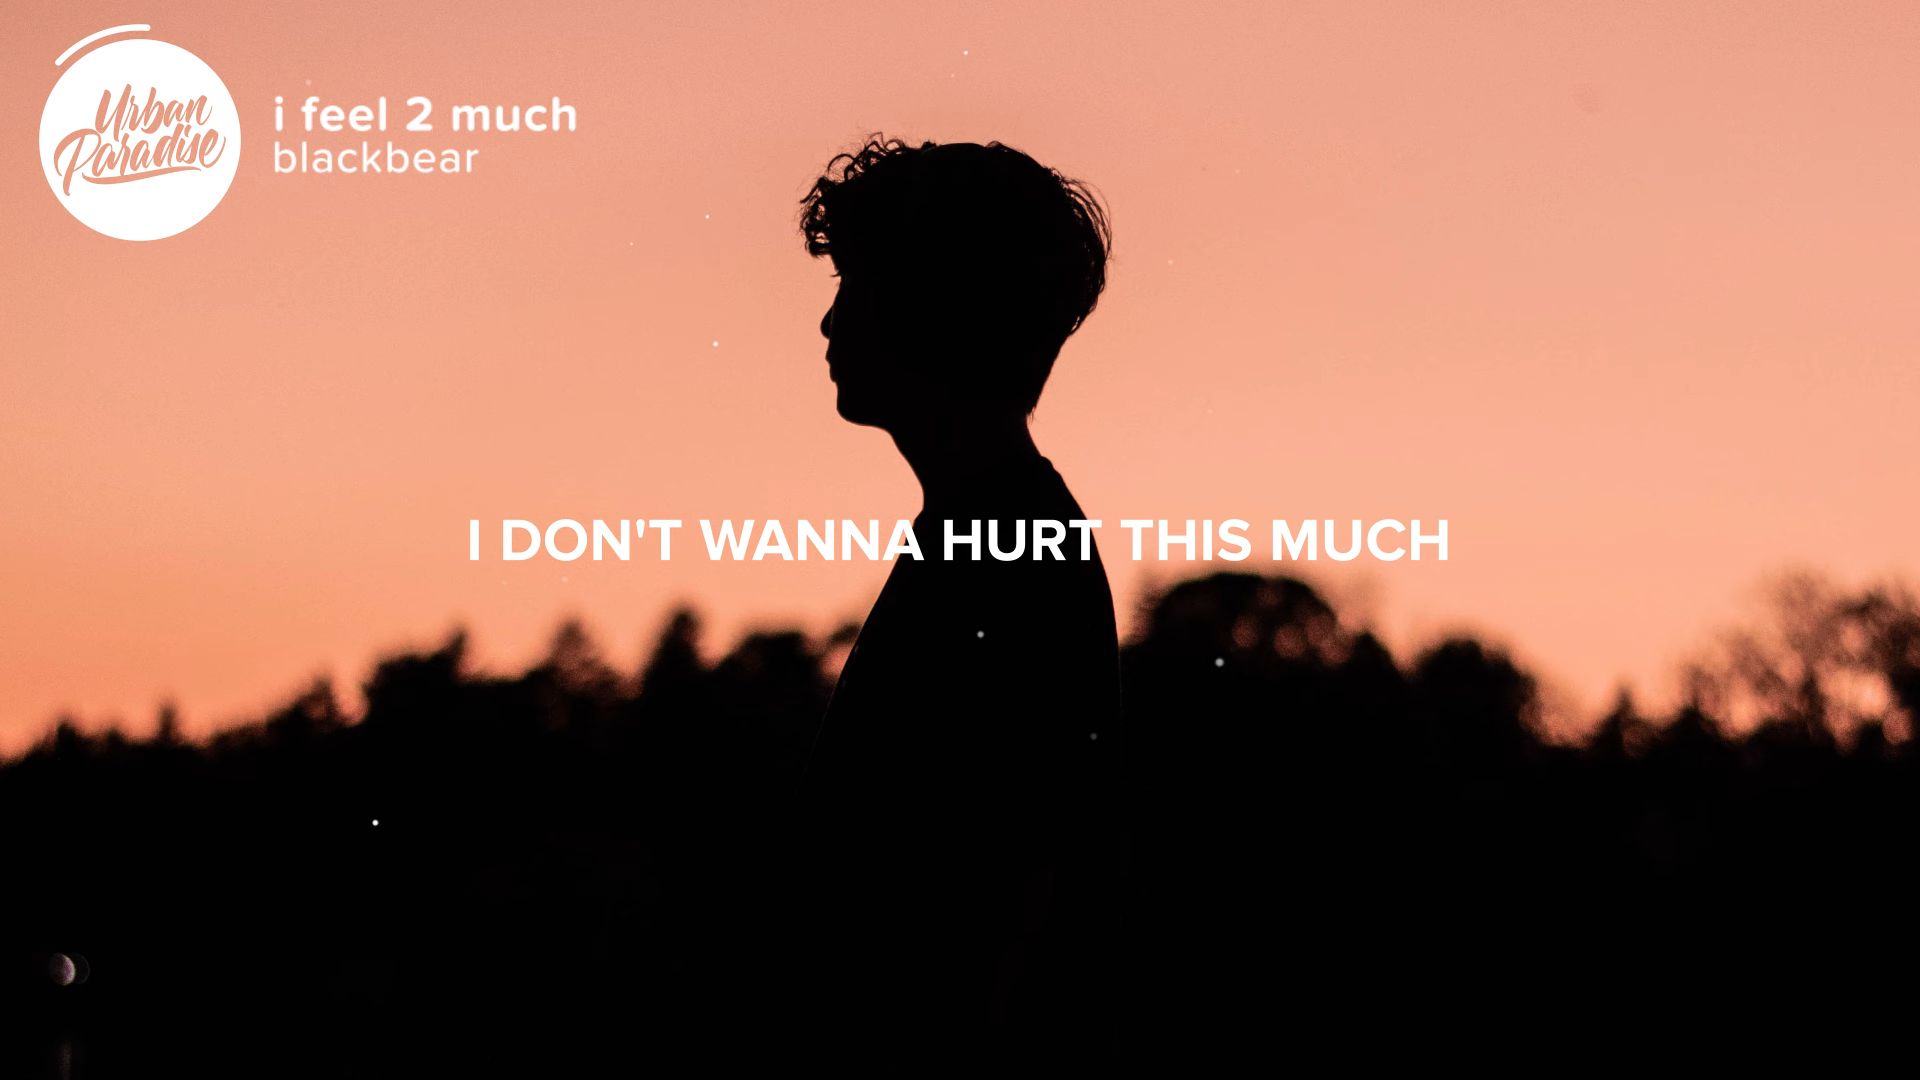 Urban
Paradise
i feel 2 much
blackbear
I DON'T WANNA HURT THIS MUCH